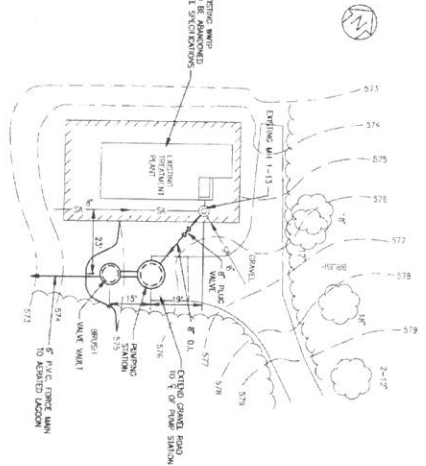 N
573
574
575
576
577
578
579
EXISTING MH 1-13
18"
BRUSH
18"
2-12"
EXISTING WWTP
BE ABANDONED
SPECIFICATIONS
EXISTING
TREATMENT
PLANT
SA
SA
8"
23'
GRAVEL
8" PLUG
VALVE
8" D.I.
15'
19'
577
578
579
576
575
574
573
EXTEND GRAVEL ROAD
TO ℄ OF PUMP STATION
PUMPING
STATION
BRUSH
VALVE VAULT
6" P.V.C. FORCE MAIN
TO AERATED LAGOON